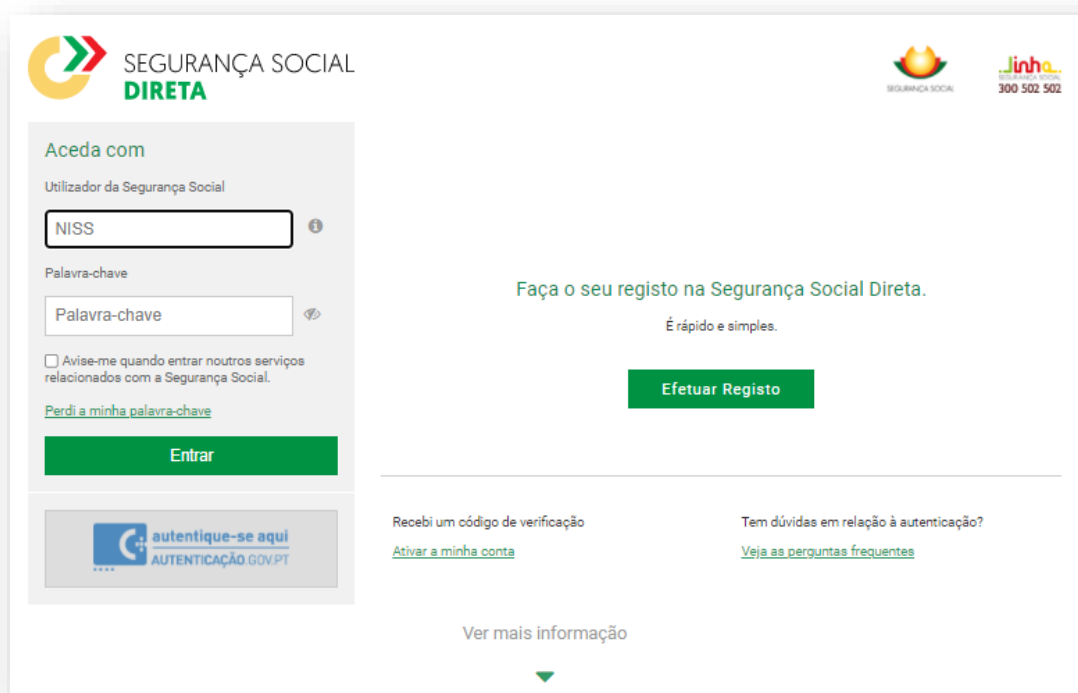 SEGURANÇA SOCIAL
DIRETA
SEGURANÇA SOCIAL
linha
SEGURANÇA SOCIAL
300 502 502
Aceda com
Utilizador da Segurança Social
NISS
Palavra-chave
Palavra-chave
Avise-me quando entrar noutros serviços
relacionados com a Segurança Social.
Perdi a minha palavra-chave
Entrar
autentique-se aqui
AUTENTICAÇÃO.GOV.PT
Faça o seu registo na Segurança Social Direta.
É rápido e simples.
Efetuar Registo
Recebi um código de verificação
Ativar a minha conta
Tem dúvidas em relação à autenticação?
Veja as perguntas frequentes
Ver mais informação